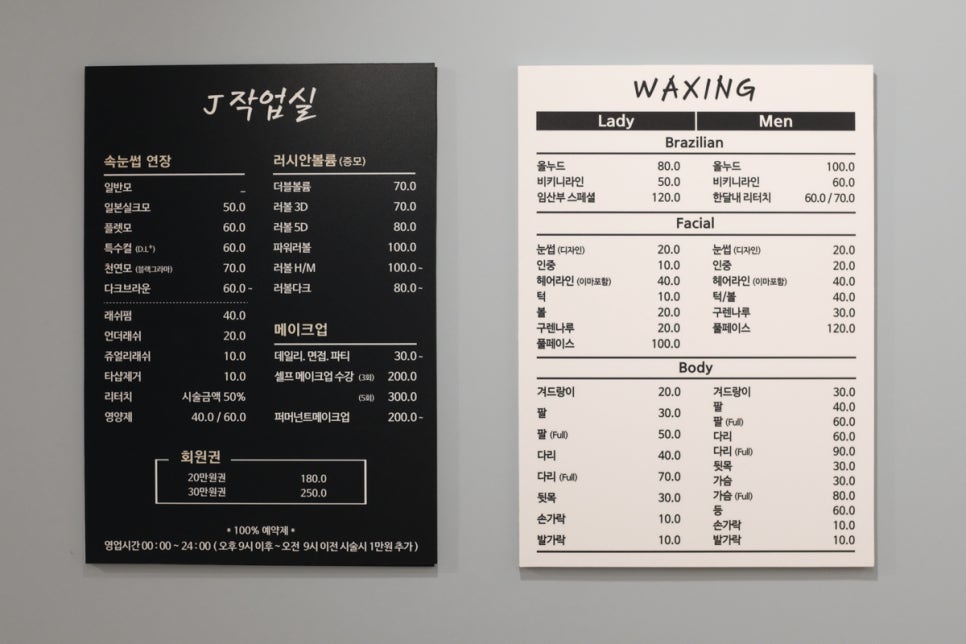 J 작업실
속눈썹 연장
일반모 _
일본실크모 50.0
플렛모 60.0
특수컬 (D.L⁺) 60.0
천연모 (블랙그라마) 70.0
다크브라운 60.0~
래쉬펌 40.0
언더래쉬 20.0
쥬얼리래쉬 10.0
타샵제거 10.0
리터치 시술금액 50%
영양제 40.0 / 60.0
러시안볼륨 (증모)
더블볼륨 70.0
러볼 3D 70.0
러볼 5D 80.0
파워러볼 100.0
러볼 H/M 100.0~
러볼다크 80.0~
메이크업
데일리. 면접. 파티 30.0~
셀프 메이크업 수강 (3회) 200.0
(5회) 300.0
퍼머넌트메이크업 200.0~
회원권
20만원권 180.0
30만원권 250.0
* 100% 예약제 *
영업시간 00 : 00 ~ 24 : 00 ( 오후 9시 이후 ~ 오전 9시 이전 시술시 1만원 추가 )
WAXING
Lady Men
Brazilian
올누드 80.0 올누드 100.0
비키니라인 50.0 비키니라인 60.0
임산부 스페셜 120.0 한달내 리터치 60.0 / 70.0
Facial
눈썹 (디자인) 20.0 눈썹 (디자인) 20.0
인중 10.0 인중 20.0
헤어라인 (이마포함) 40.0 헤어라인 (이마포함) 40.0
턱 10.0 턱/볼 40.0
볼 20.0 구렌나루 30.0
구렌나루 20.0 풀페이스 120.0
풀페이스 100.0
Body
겨드랑이 20.0
팔 30.0
팔 (Full) 50.0
다리 40.0
다리 (Full) 70.0
뒷목 30.0
손가락 10.0
발가락 10.0
겨드랑이 30.0
팔 40.0
팔 (Full) 60.0
다리 60.0
다리 (Full) 90.0
뒷목 30.0
가슴 30.0
가슴 (Full) 80.0
등 60.0
손가락 10.0
발가락 10.0